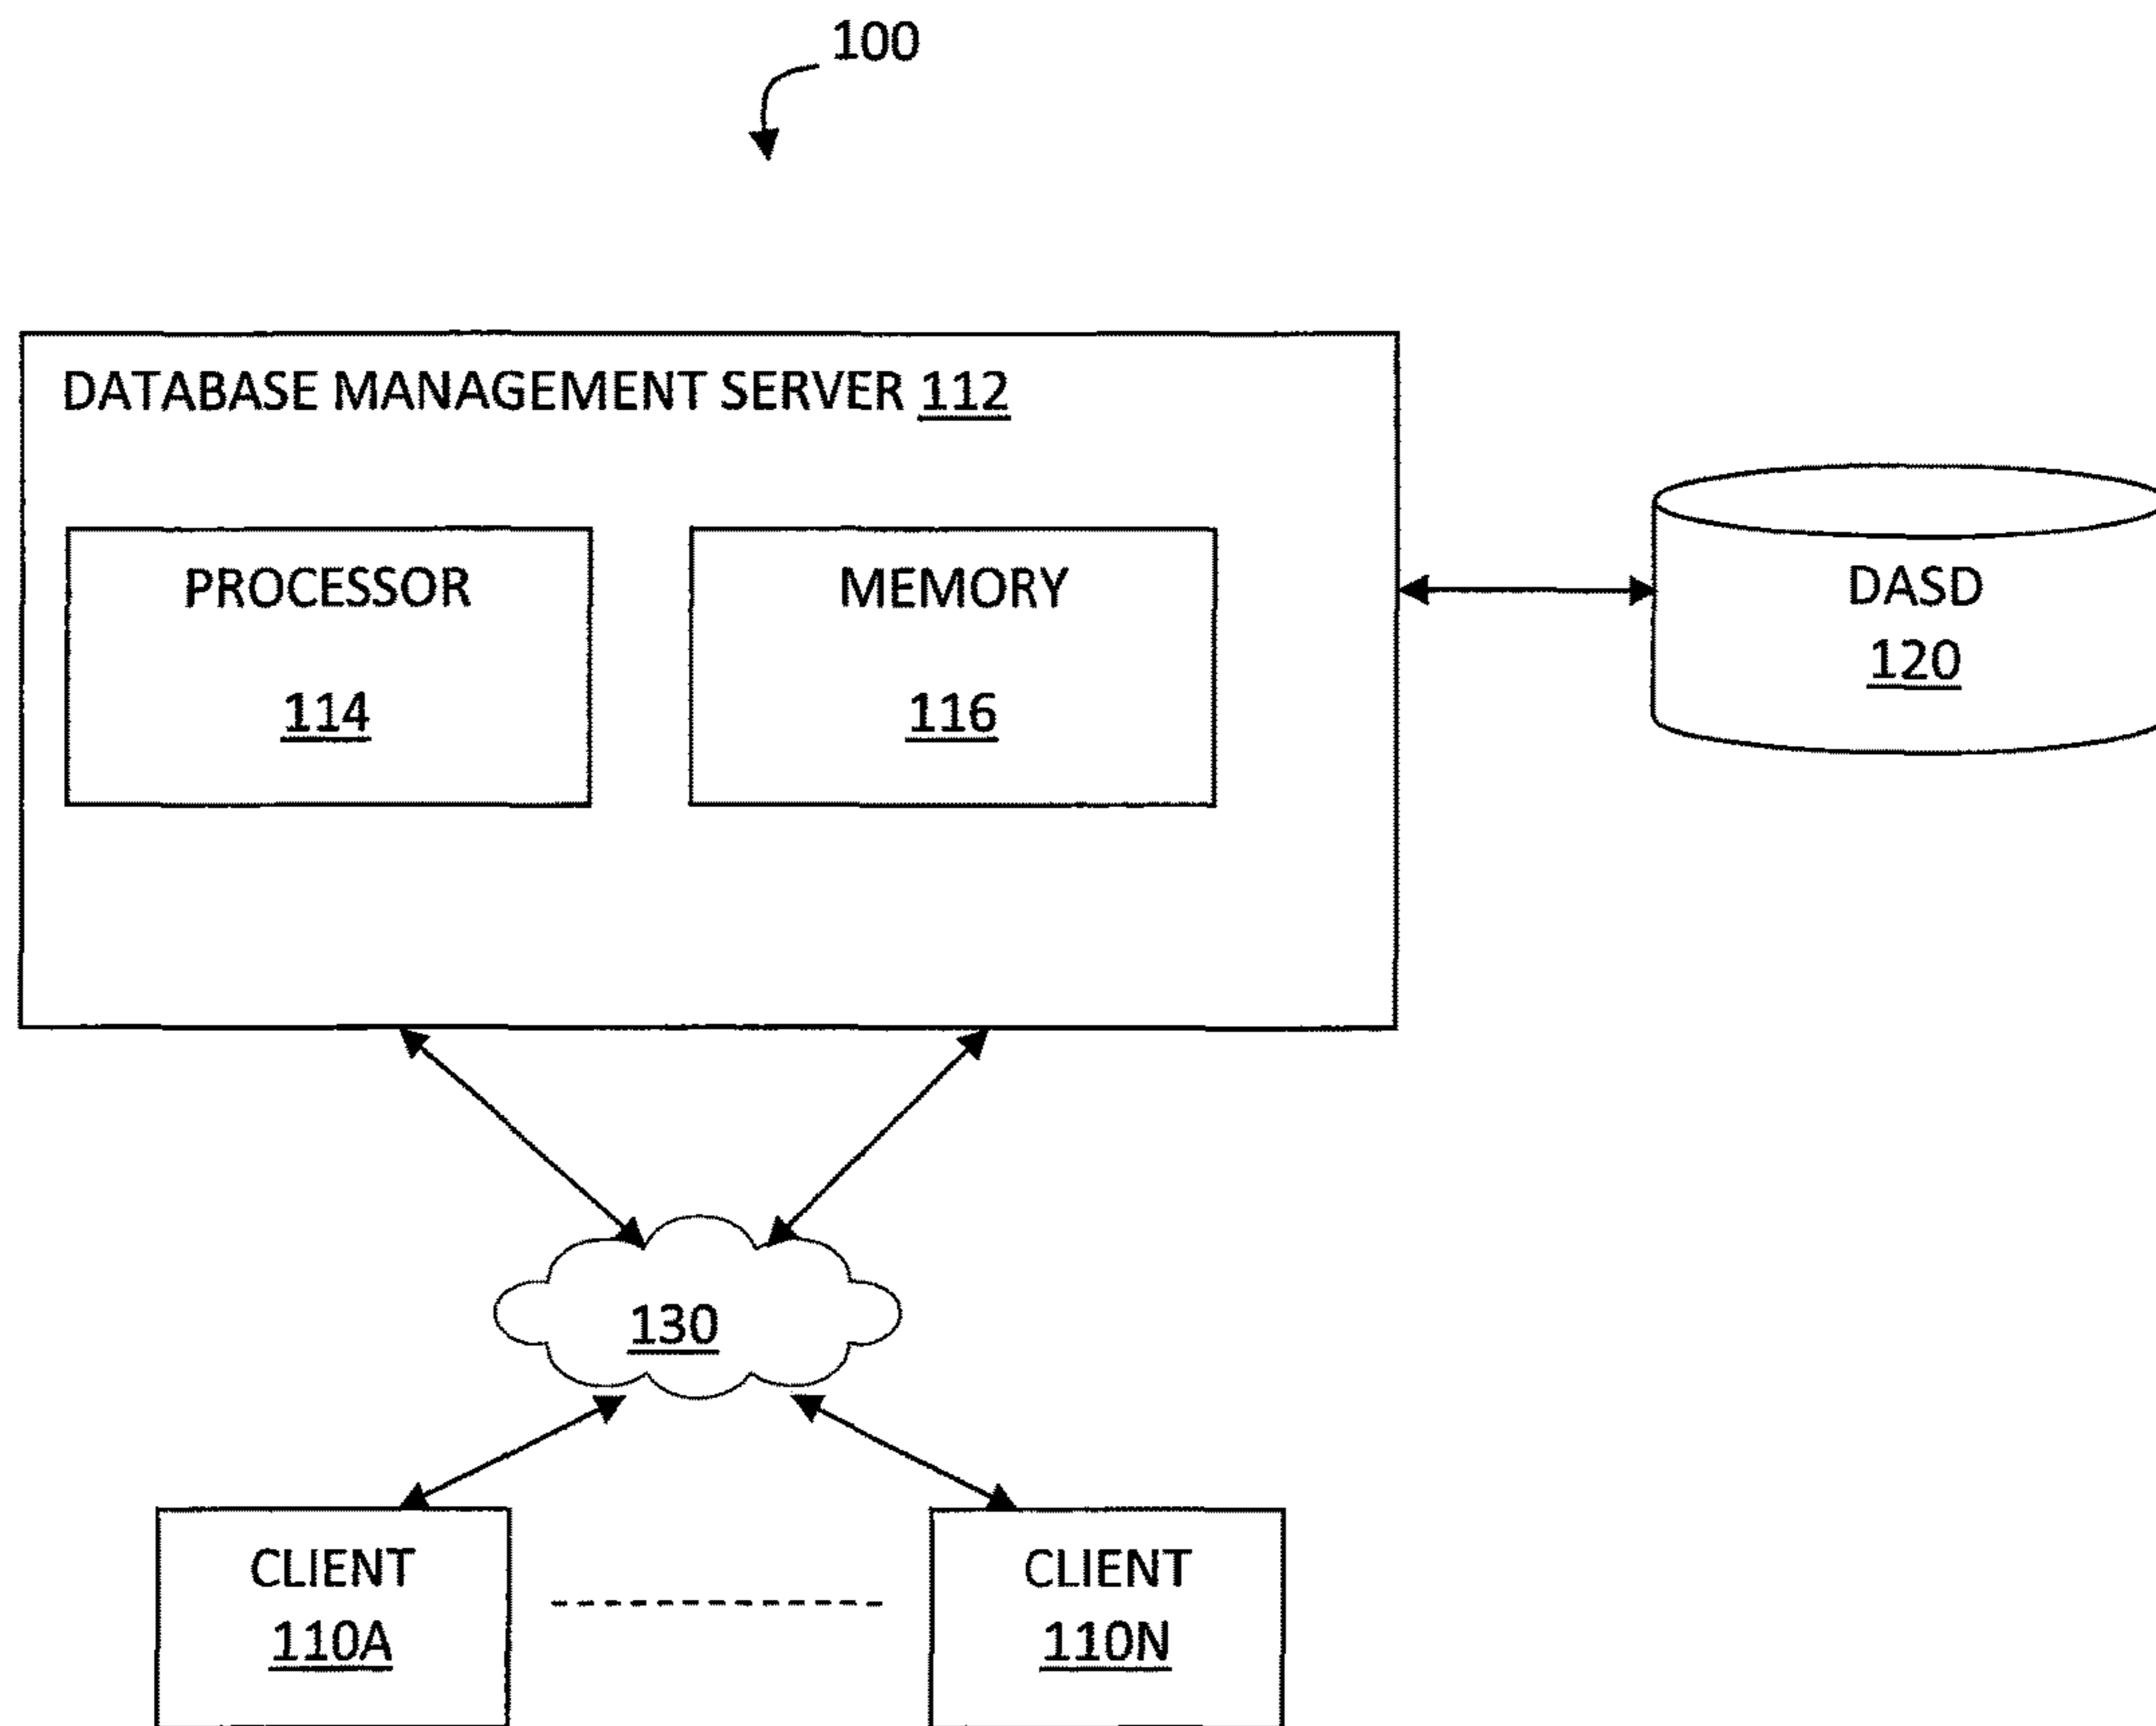 100
DATABASE MANAGEMENT SERVER 112
PROCESSOR
114
MEMORY
116
DASD
120
130
CLIENT
110A
CLIENT
110N